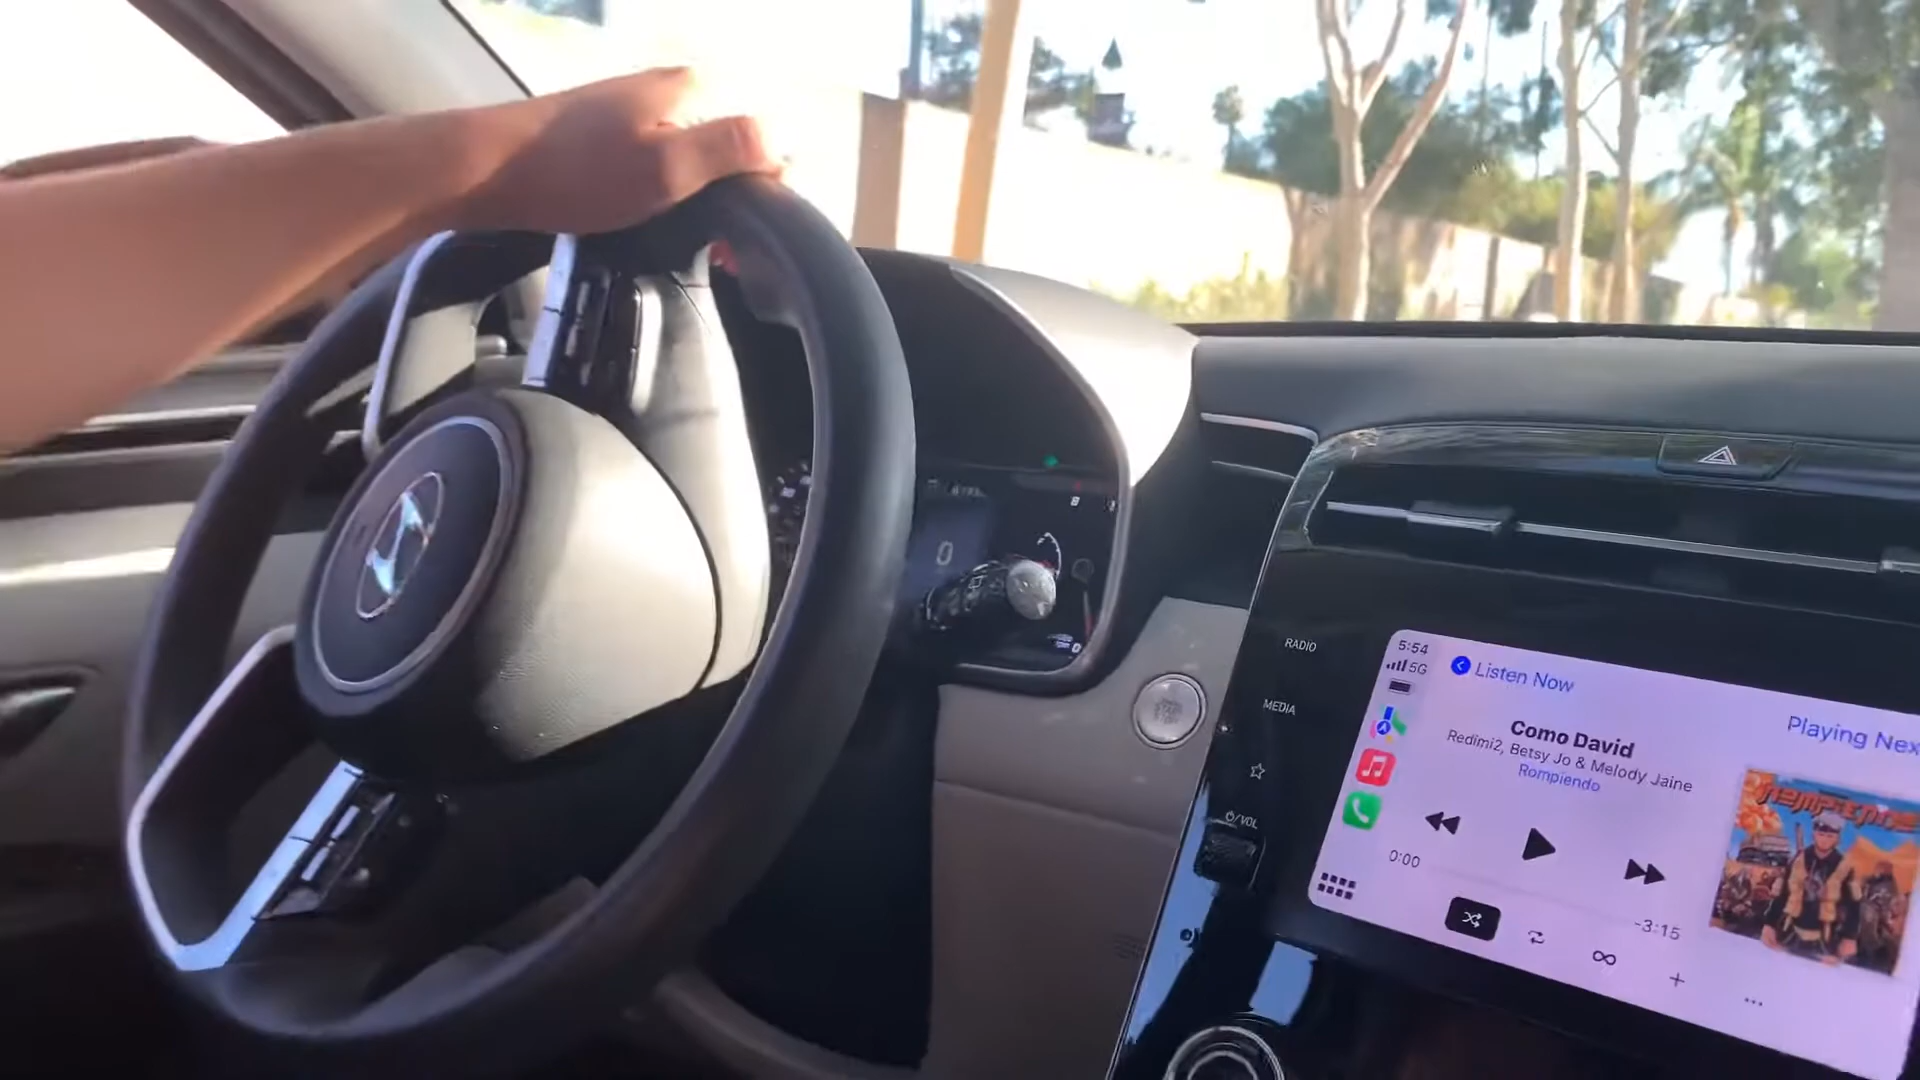 0
RADIO
MEDIA
⏻/VOL
5:54
5G
Listen Now
Playing Nex
Como David
Redimi2, Betsy Jo & Melody Jaine
Rompiendo
0:00
-3:15